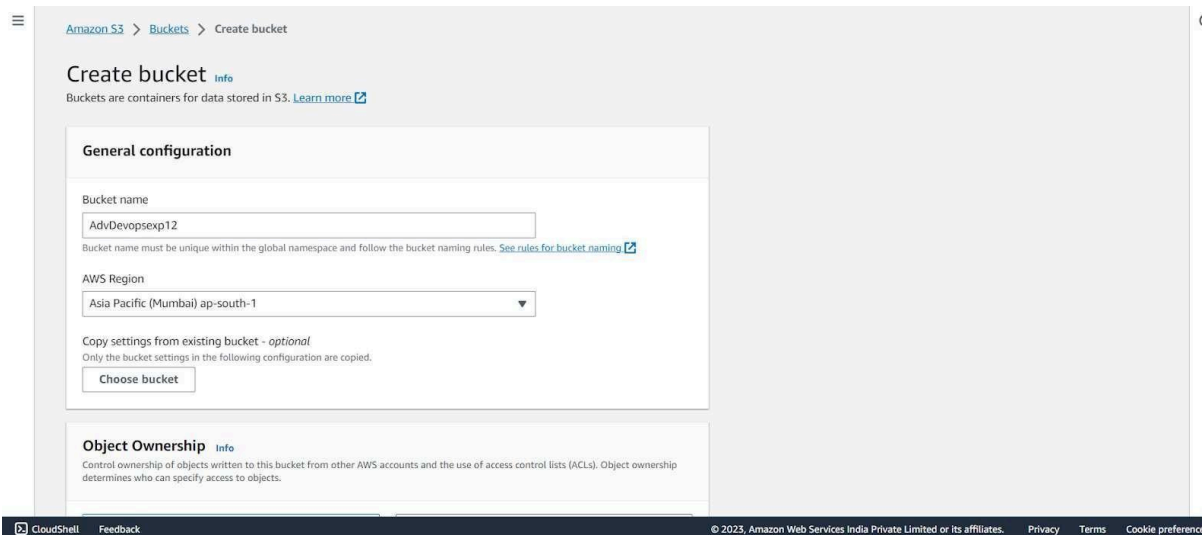 Amazon S3 > Buckets > Create bucket
Create bucket Info
Buckets are containers for data stored in S3. Learn more
General configuration
Bucket name
AdvDevopsexp12
Bucket name must be unique within the global namespace and follow the bucket naming rules. See rules for bucket naming
AWS Region
Asia Pacific (Mumbai) ap-south-1
Copy settings from existing bucket - optional
Only the bucket settings in the following configuration are copied.
Choose bucket
Object Ownership Info
Control ownership of objects written to this bucket from other AWS accounts and the use of access control lists (ACLs). Object ownership
determines who can specify access to objects.
CloudShell Feedback © 2023, Amazon Web Services India Private Limited or its affiliates. Privacy Terms Cookie preference